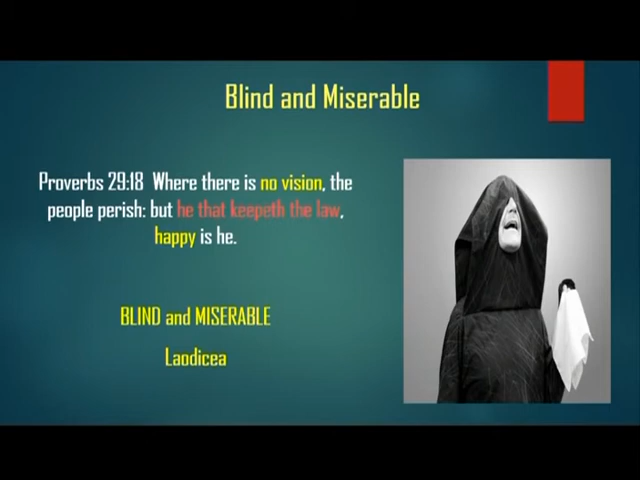 Blind and Miserable
Proverbs 29:18 Where there is no vision, the
people perish: but he that keepeth the law,
happy is he.
BLIND and MISERABLE
Laodicea